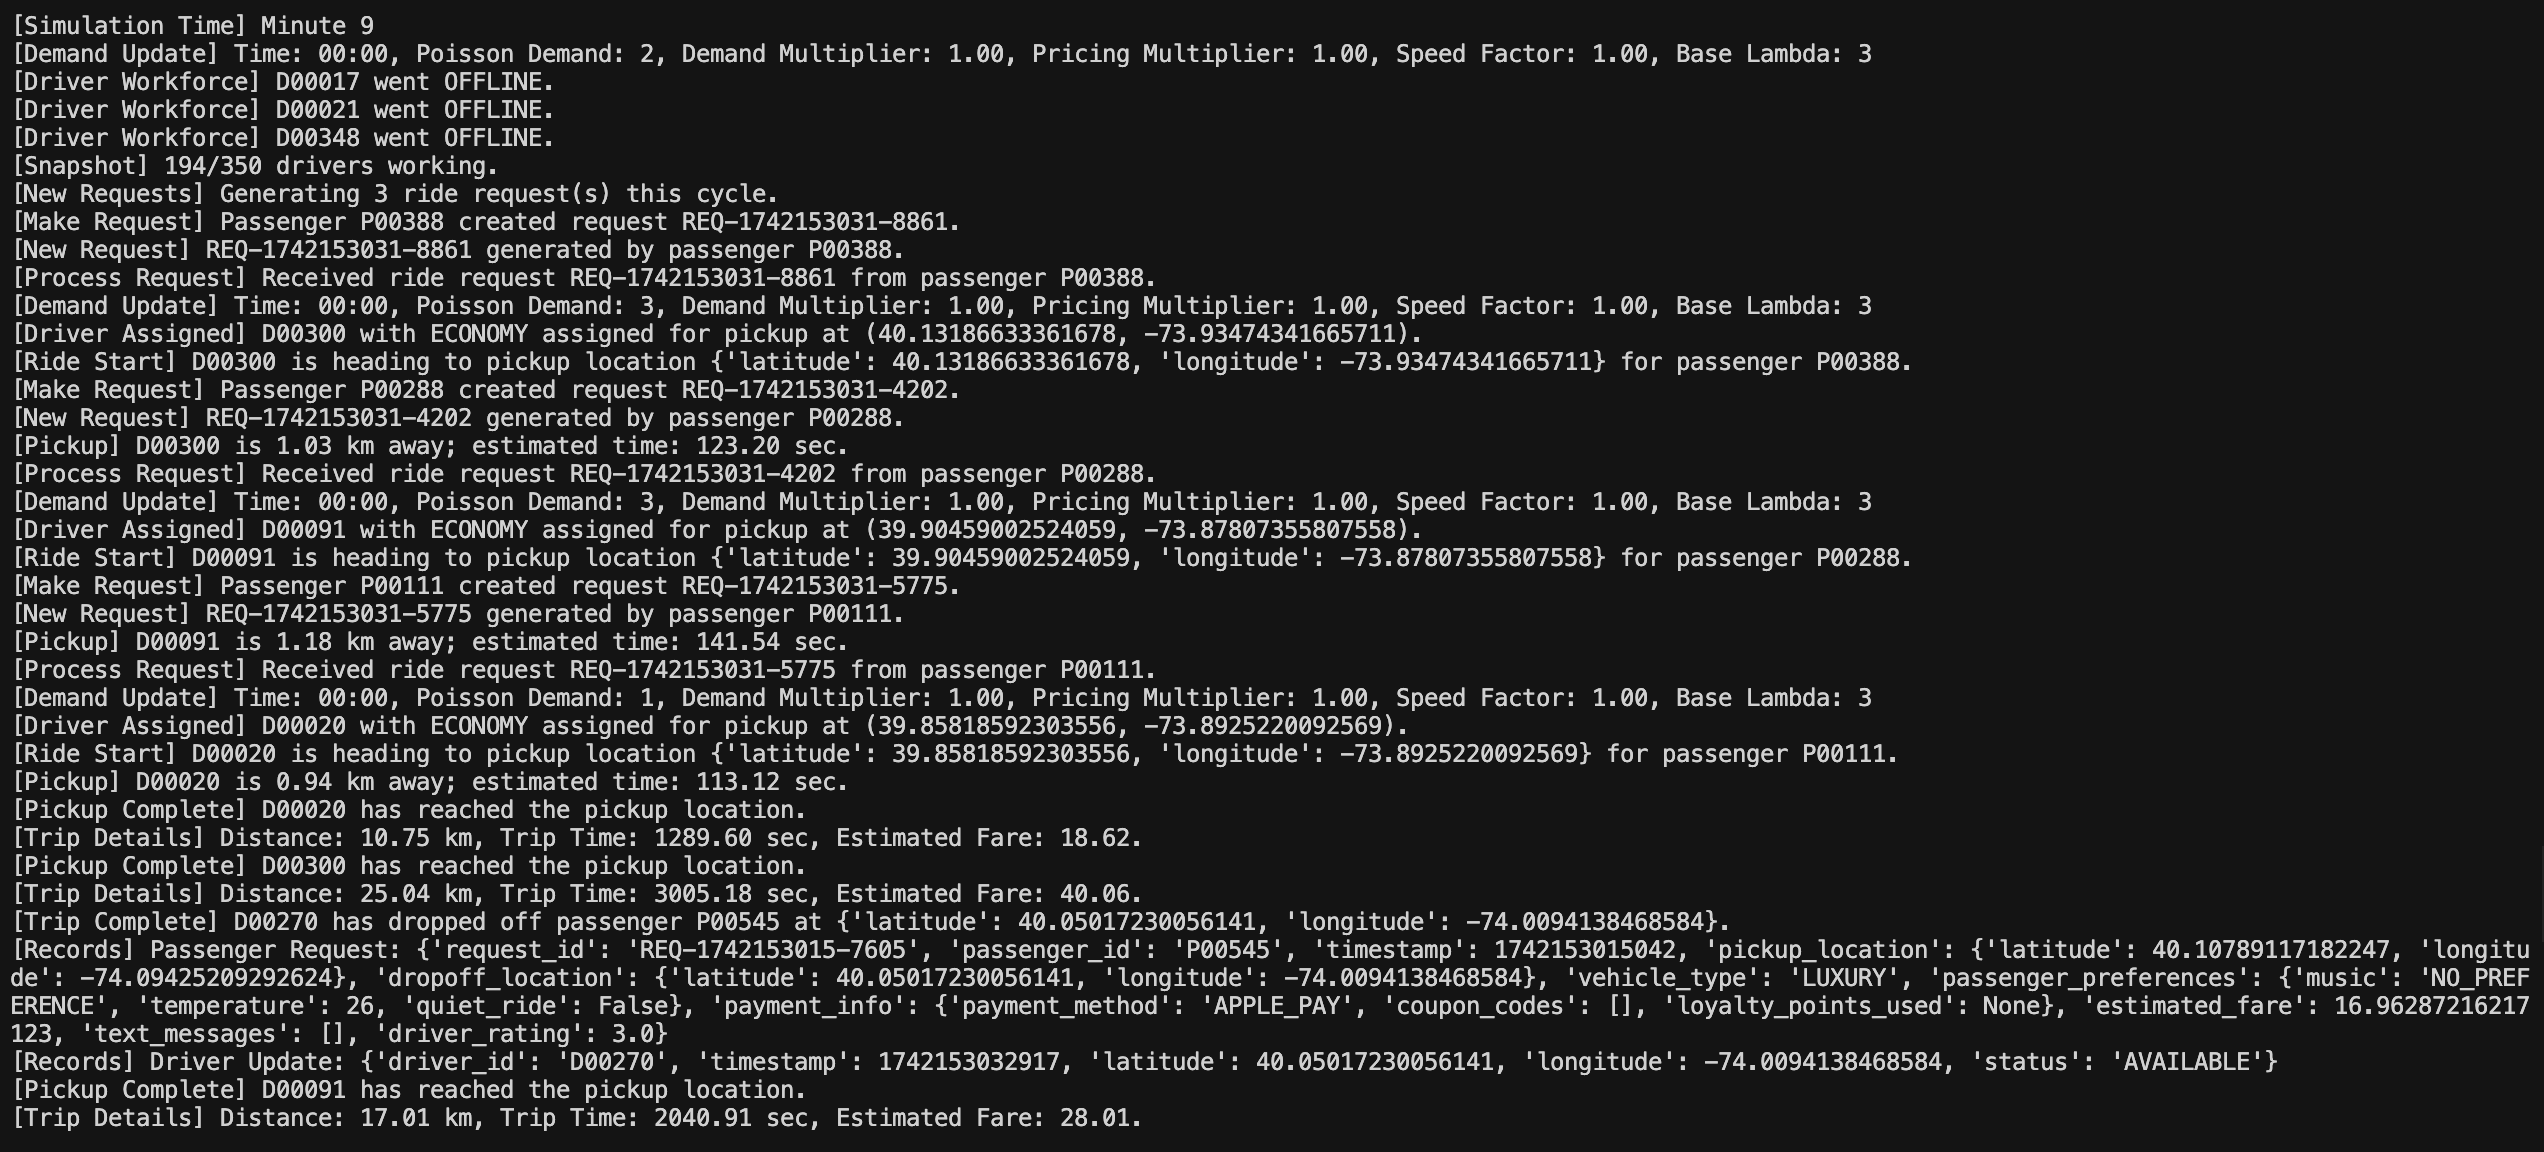 [Simulation Time] Minute 9
[Demand Update] Time: 00:00, Poisson Demand: 2, Demand Multiplier: 1.00, Pricing Multiplier: 1.00, Speed Factor: 1.00, Base Lambda: 3
[Driver Workforce] D00017 went OFFLINE.
[Driver Workforce] D00021 went OFFLINE.
[Driver Workforce] D00348 went OFFLINE.
[Snapshot] 194/350 drivers working.
[New Requests] Generating 3 ride request(s) this cycle.
[Make Request] Passenger P00388 created request REQ-1742153031-8861.
[New Request] REQ-1742153031-8861 generated by passenger P00388.
[Process Request] Received ride request REQ-1742153031-8861 from passenger P00388.
[Demand Update] Time: 00:00, Poisson Demand: 3, Demand Multiplier: 1.00, Pricing Multiplier: 1.00, Speed Factor: 1.00, Base Lambda: 3
[Driver Assigned] D00300 with ECONOMY assigned for pickup at (40.13186633361678, -73.93474341665711).
[Ride Start] D00300 is heading to pickup location {'latitude': 40.13186633361678, 'longitude': -73.93474341665711} for passenger P00388.
[Make Request] Passenger P00288 created request REQ-1742153031-4202.
[New Request] REQ-1742153031-4202 generated by passenger P00288.
[Pickup] D00300 is 1.03 km away; estimated time: 123.20 sec.
[Process Request] Received ride request REQ-1742153031-4202 from passenger P00288.
[Demand Update] Time: 00:00, Poisson Demand: 3, Demand Multiplier: 1.00, Pricing Multiplier: 1.00, Speed Factor: 1.00, Base Lambda: 3
[Driver Assigned] D00091 with ECONOMY assigned for pickup at (39.90459002524059, -73.87807355807558).
[Ride Start] D00091 is heading to pickup location {'latitude': 39.90459002524059, 'longitude': -73.87807355807558} for passenger P00288.
[Make Request] Passenger P00111 created request REQ-1742153031-5775.
[New Request] REQ-1742153031-5775 generated by passenger P00111.
[Pickup] D00091 is 1.18 km away; estimated time: 141.54 sec.
[Process Request] Received ride request REQ-1742153031-5775 from passenger P00111.
[Demand Update] Time: 00:00, Poisson Demand: 1, Demand Multiplier: 1.00, Pricing Multiplier: 1.00, Speed Factor: 1.00, Base Lambda: 3
[Driver Assigned] D00020 with ECONOMY assigned for pickup at (39.85818592303556, -73.8925220092569).
[Ride Start] D00020 is heading to pickup location {'latitude': 39.85818592303556, 'longitude': -73.8925220092569} for passenger P00111.
[Pickup] D00020 is 0.94 km away; estimated time: 113.12 sec.
[Pickup Complete] D00020 has reached the pickup location.
[Trip Details] Distance: 10.75 km, Trip Time: 1289.60 sec, Estimated Fare: 18.62.
[Pickup Complete] D00300 has reached the pickup location.
[Trip Details] Distance: 25.04 km, Trip Time: 3005.18 sec, Estimated Fare: 40.06.
[Trip Complete] D00270 has dropped off passenger P00545 at {'latitude': 40.05017230056141, 'longitude': -74.0094138468584}.
[Records] Passenger Request: {'request_id': 'REQ-1742153015-7605', 'passenger_id': 'P00545', 'timestamp': 1742153015042, 'pickup_location': {'latitude': 40.10789117182247, 'longitu
de': -74.09425209292624}, 'dropoff_location': {'latitude': 40.05017230056141, 'longitude': -74.0094138468584}, 'vehicle_type': 'LUXURY', 'passenger_preferences': {'music': 'NO_PREF
ERENCE', 'temperature': 26, 'quiet_ride': False}, 'payment_info': {'payment_method': 'APPLE_PAY', 'coupon_codes': [], 'loyalty_points_used': None}, 'estimated_fare': 16.96287216217
123, 'text_messages': [], 'driver_rating': 3.0}
[Records] Driver Update: {'driver_id': 'D00270', 'timestamp': 1742153032917, 'latitude': 40.05017230056141, 'longitude': -74.0094138468584, 'status': 'AVAILABLE'}
[Pickup Complete] D00091 has reached the pickup location.
[Trip Details] Distance: 17.01 km, Trip Time: 2040.91 sec, Estimated Fare: 28.01.